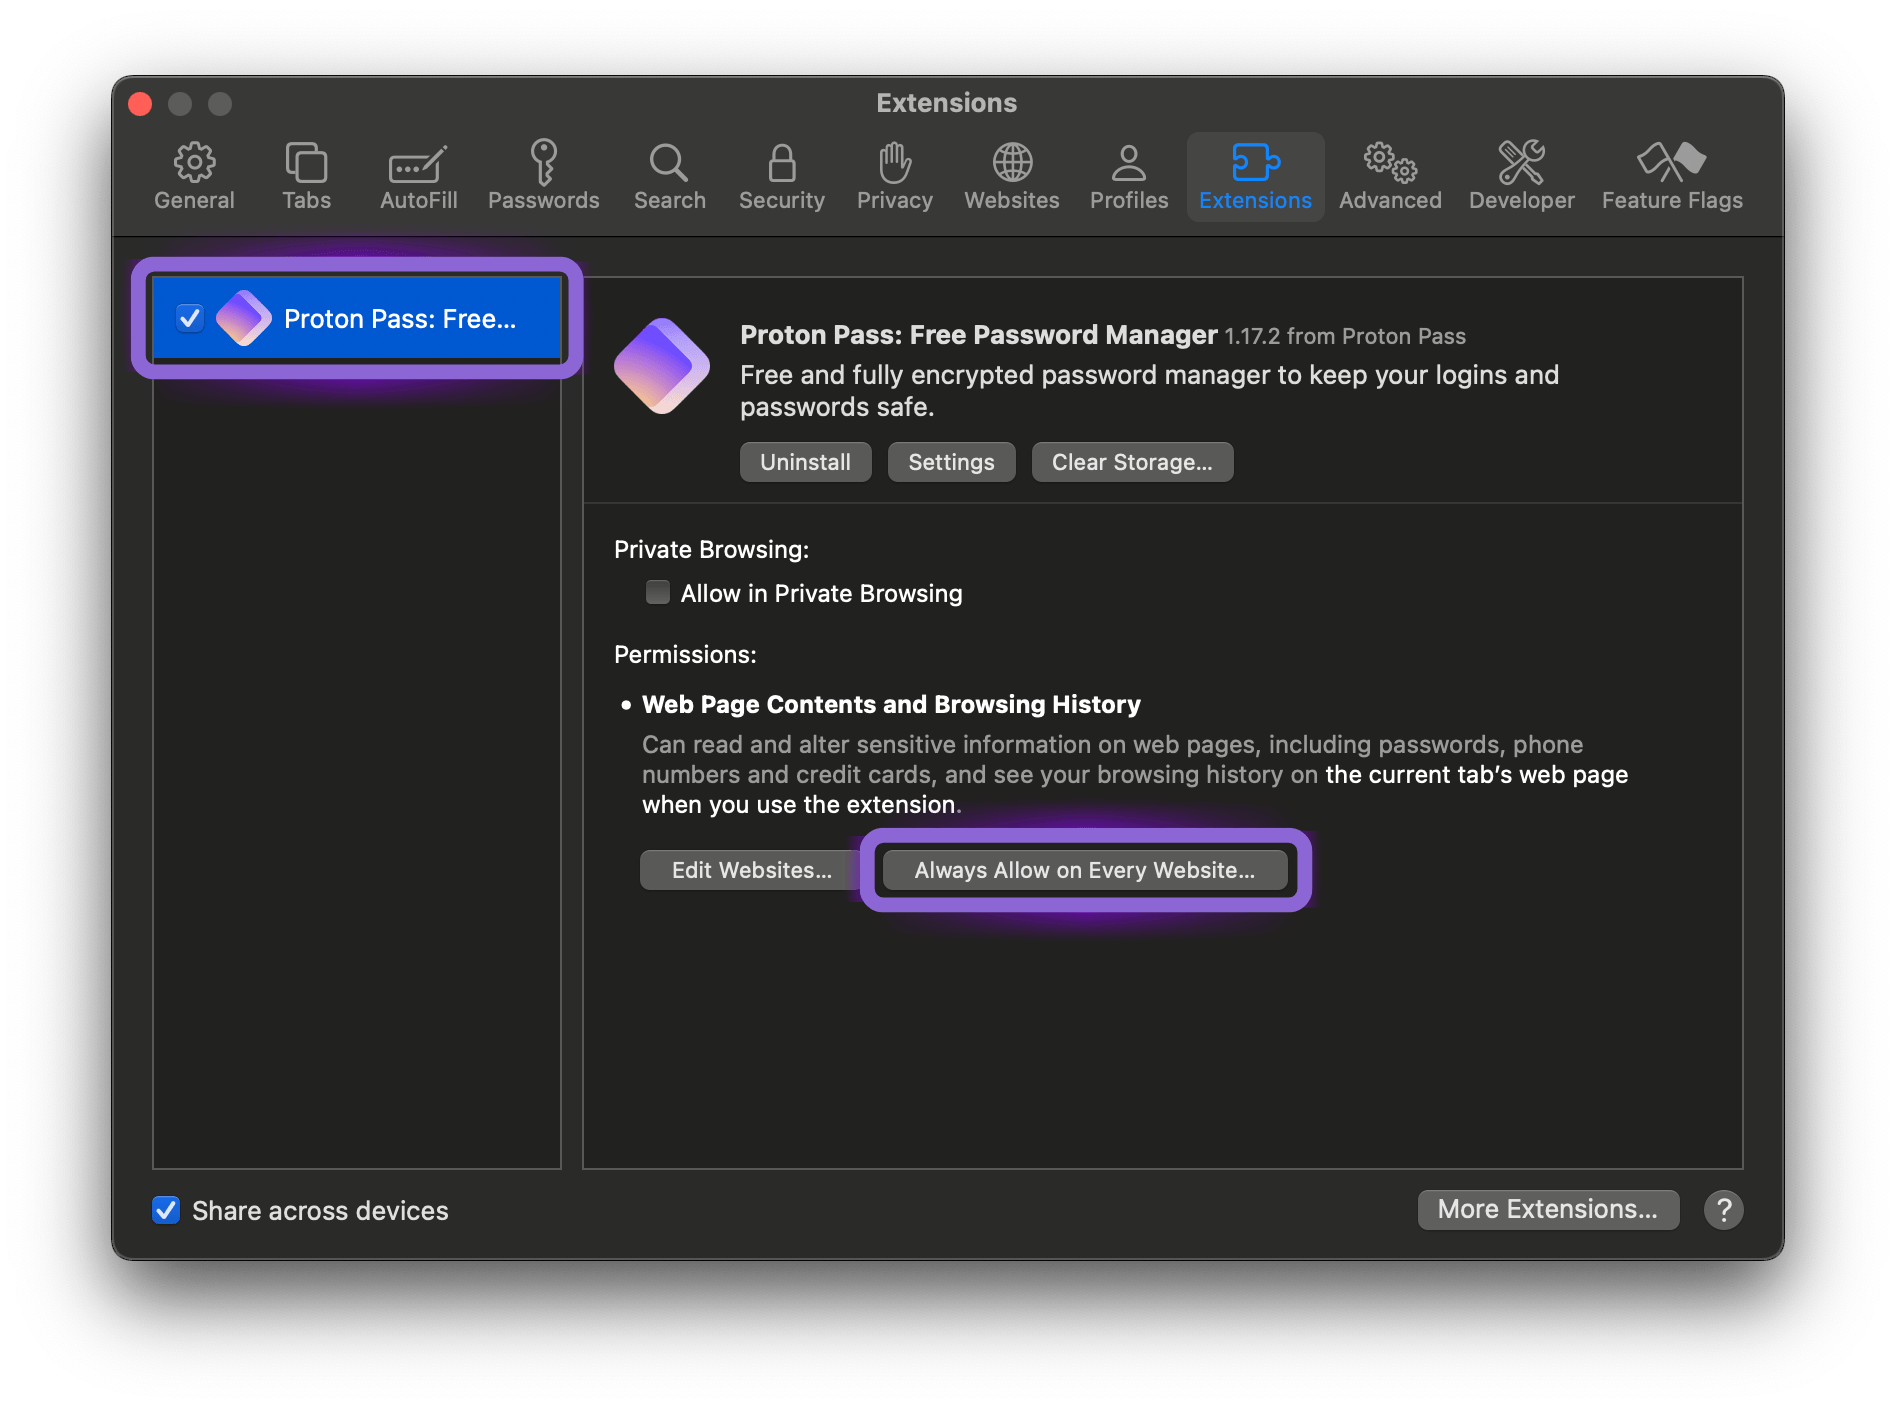 Extensions
General Tabs AutoFill Passwords Search Security Privacy Websites Profiles Extensions Advanced Developer Feature Flags
Proton Pass: Free...
Proton Pass: Free Password Manager 1.17.2 from Proton Pass
Free and fully encrypted password manager to keep your logins and
passwords safe.
Uninstall Settings Clear Storage...
Private Browsing:
Allow in Private Browsing
Permissions:
• Web Page Contents and Browsing History
Can read and alter sensitive information on web pages, including passwords, phone
numbers and credit cards, and see your browsing history on the current tab’s web page
when you use the extension.
Edit Websites... Always Allow on Every Website...
Share across devices
More Extensions... ?